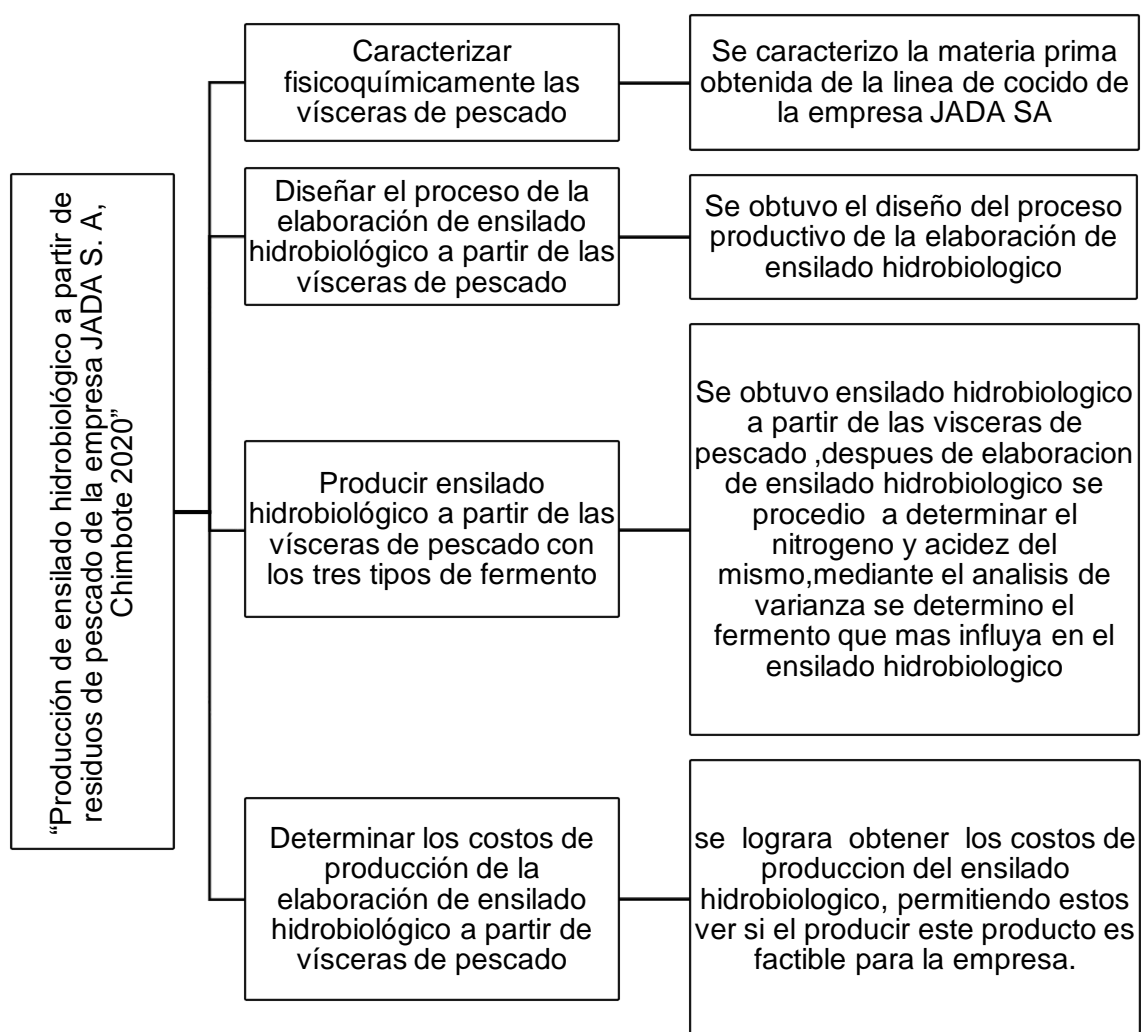 “Producción de ensilado hidrobiológico a partir de
residuos de pescado de la empresa JADA S. A,
Chimbote 2020”
Caracterizar
fisicoquímicamente las
vísceras de pescado
Se caracterizo la materia prima
obtenida de la linea de cocido de
la empresa JADA SA
Diseñar el proceso de la
elaboración de ensilado
hidrobiológico a partir de las
vísceras de pescado
Se obtuvo el diseño del proceso
productivo de la elaboración de
ensilado hidrobiologico
Producir ensilado
hidrobiológico a partir de las
vísceras de pescado con
los tres tipos de fermento
Se obtuvo ensilado hidrobiologico
a partir de las visceras de
pescado ,despues de elaboracion
de ensilado hidrobiologico se
procedio a determinar el
nitrogeno y acidez del
mismo,mediante el analisis de
varianza se determino el
fermento que mas influya en el
ensilado hidrobiologico
Determinar los costos de
producción de la
elaboración de ensilado
hidrobiológico a partir de
vísceras de pescado
se lograra obtener los costos de
produccion del ensilado
hidrobiologico, permitiendo estos
ver si el producir este producto es
factible para la empresa.